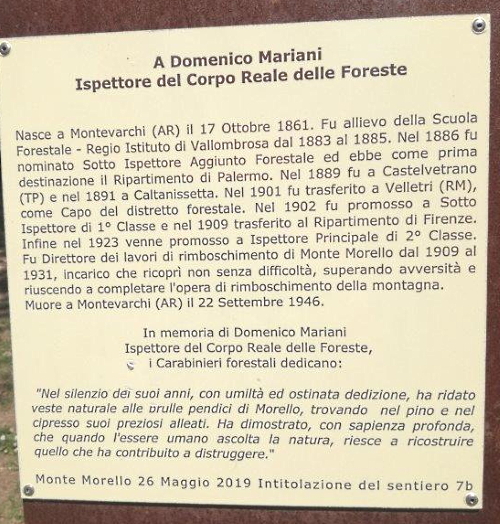 A Domenico Mariani
Ispettore del Corpo Reale delle Foreste
Nasce a Montevarchi (AR) il 17 Ottobre 1861. Fu allievo della Scuola
Forestale - Regio Istituto di Vallombrosa dal 1883 al 1885. Nel 1886 fu
nominato Sotto Ispettore Aggiunto Forestale ed ebbe come prima
destinazione il Ripartimento di Palermo. Nel 1889 fu a Castelvetrano
(TP) e nel 1891 a Caltanissetta. Nel 1901 fu trasferito a Velletri (RM),
come Capo del distretto forestale. Nel 1902 fu promosso a Sotto
Ispettore di 1° Classe e nel 1909 trasferito al Ripartimento di Firenze.
Infine nel 1923 venne promosso a Ispettore Principale di 2° Classe.
Fu Direttore dei lavori di rimboschimento di Monte Morello dal 1909 al
1931, incarico che ricoprì non senza difficoltà, superando avversità e
riuscendo a completare l'opera di rimboschimento della montagna.
Muore a Montevarchi (AR) il 22 Settembre 1946.
In memoria di Domenico Mariani
Ispettore del Corpo Reale delle Foreste,
i Carabinieri forestali dedicano:
"Nel silenzio dei suoi anni, con umiltà ed ostinata dedizione, ha ridato
veste naturale alle brulle pendici di Morello, trovando nel pino e nel
cipresso suoi preziosi alleati. Ha dimostrato, con sapienza profonda,
che quando l'essere umano ascolta la natura, riesce a ricostruire
quello che ha contribuito a distruggere."
Monte Morello 26 Maggio 2019 Intitolazione del sentiero 7b